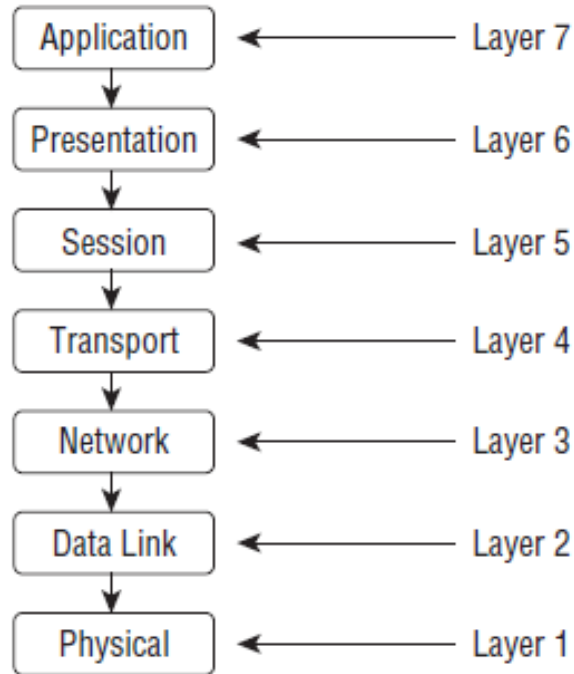 Application Layer 7
Presentation Layer 6
Session Layer 5
Transport Layer 4
Network Layer 3
Data Link Layer 2
Physical Layer 1